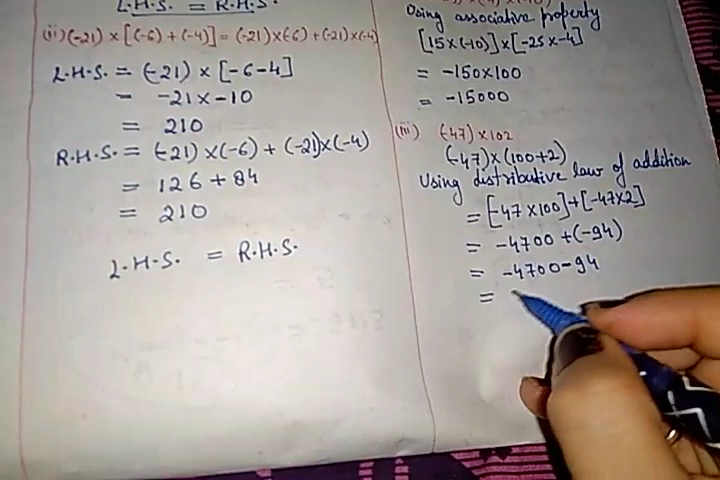 L.H.S. = R.H.S.
(ii) (-21) × [(-6) + (-4)] = (-21) × (-6) + (-21) × (-4)
L.H.S. = (-21) × [-6-4]
= -21 × -10
= 210
R.H.S. = (-21) × (-6) + (-21) × (-4)
= 126 + 84
= 210
L.H.S. = R.H.S.
Using associative property
[15 × (-10)] × [-25 × -4]
= -150 × 100
= -15000
(iii) (-47) × 102
(-47) × (100+2)
Using distributive law of addition
= [-47 × 100] + [-47 × 2]
= -4700 + (-94)
= -4700 - 94
=